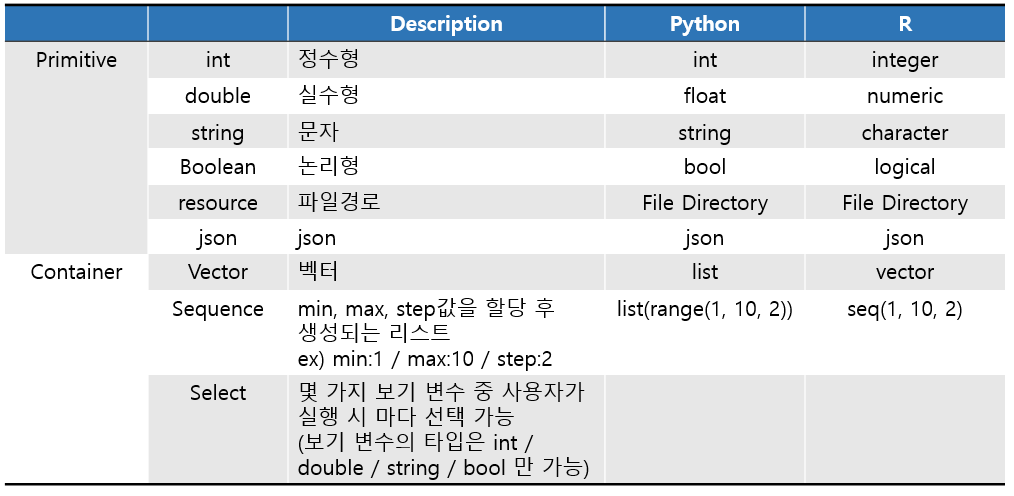 Description Python R
Primitive int 정수형 int integer
double 실수형 float numeric
string 문자 string character
Boolean 논리형 bool logical
resource 파일경로 File Directory File Directory
json json json json
Container Vector 벡터 list vector
Sequence min, max, step값을 할당 후 list(range(1, 10, 2)) seq(1, 10, 2)
생성되는 리스트
ex) min:1 / max:10 / step:2
Select 몇 가지 보기 변수 중 사용자가
실행 시 마다 선택 가능
(보기 변수의 타입은 int /
double / string / bool 만 가능)